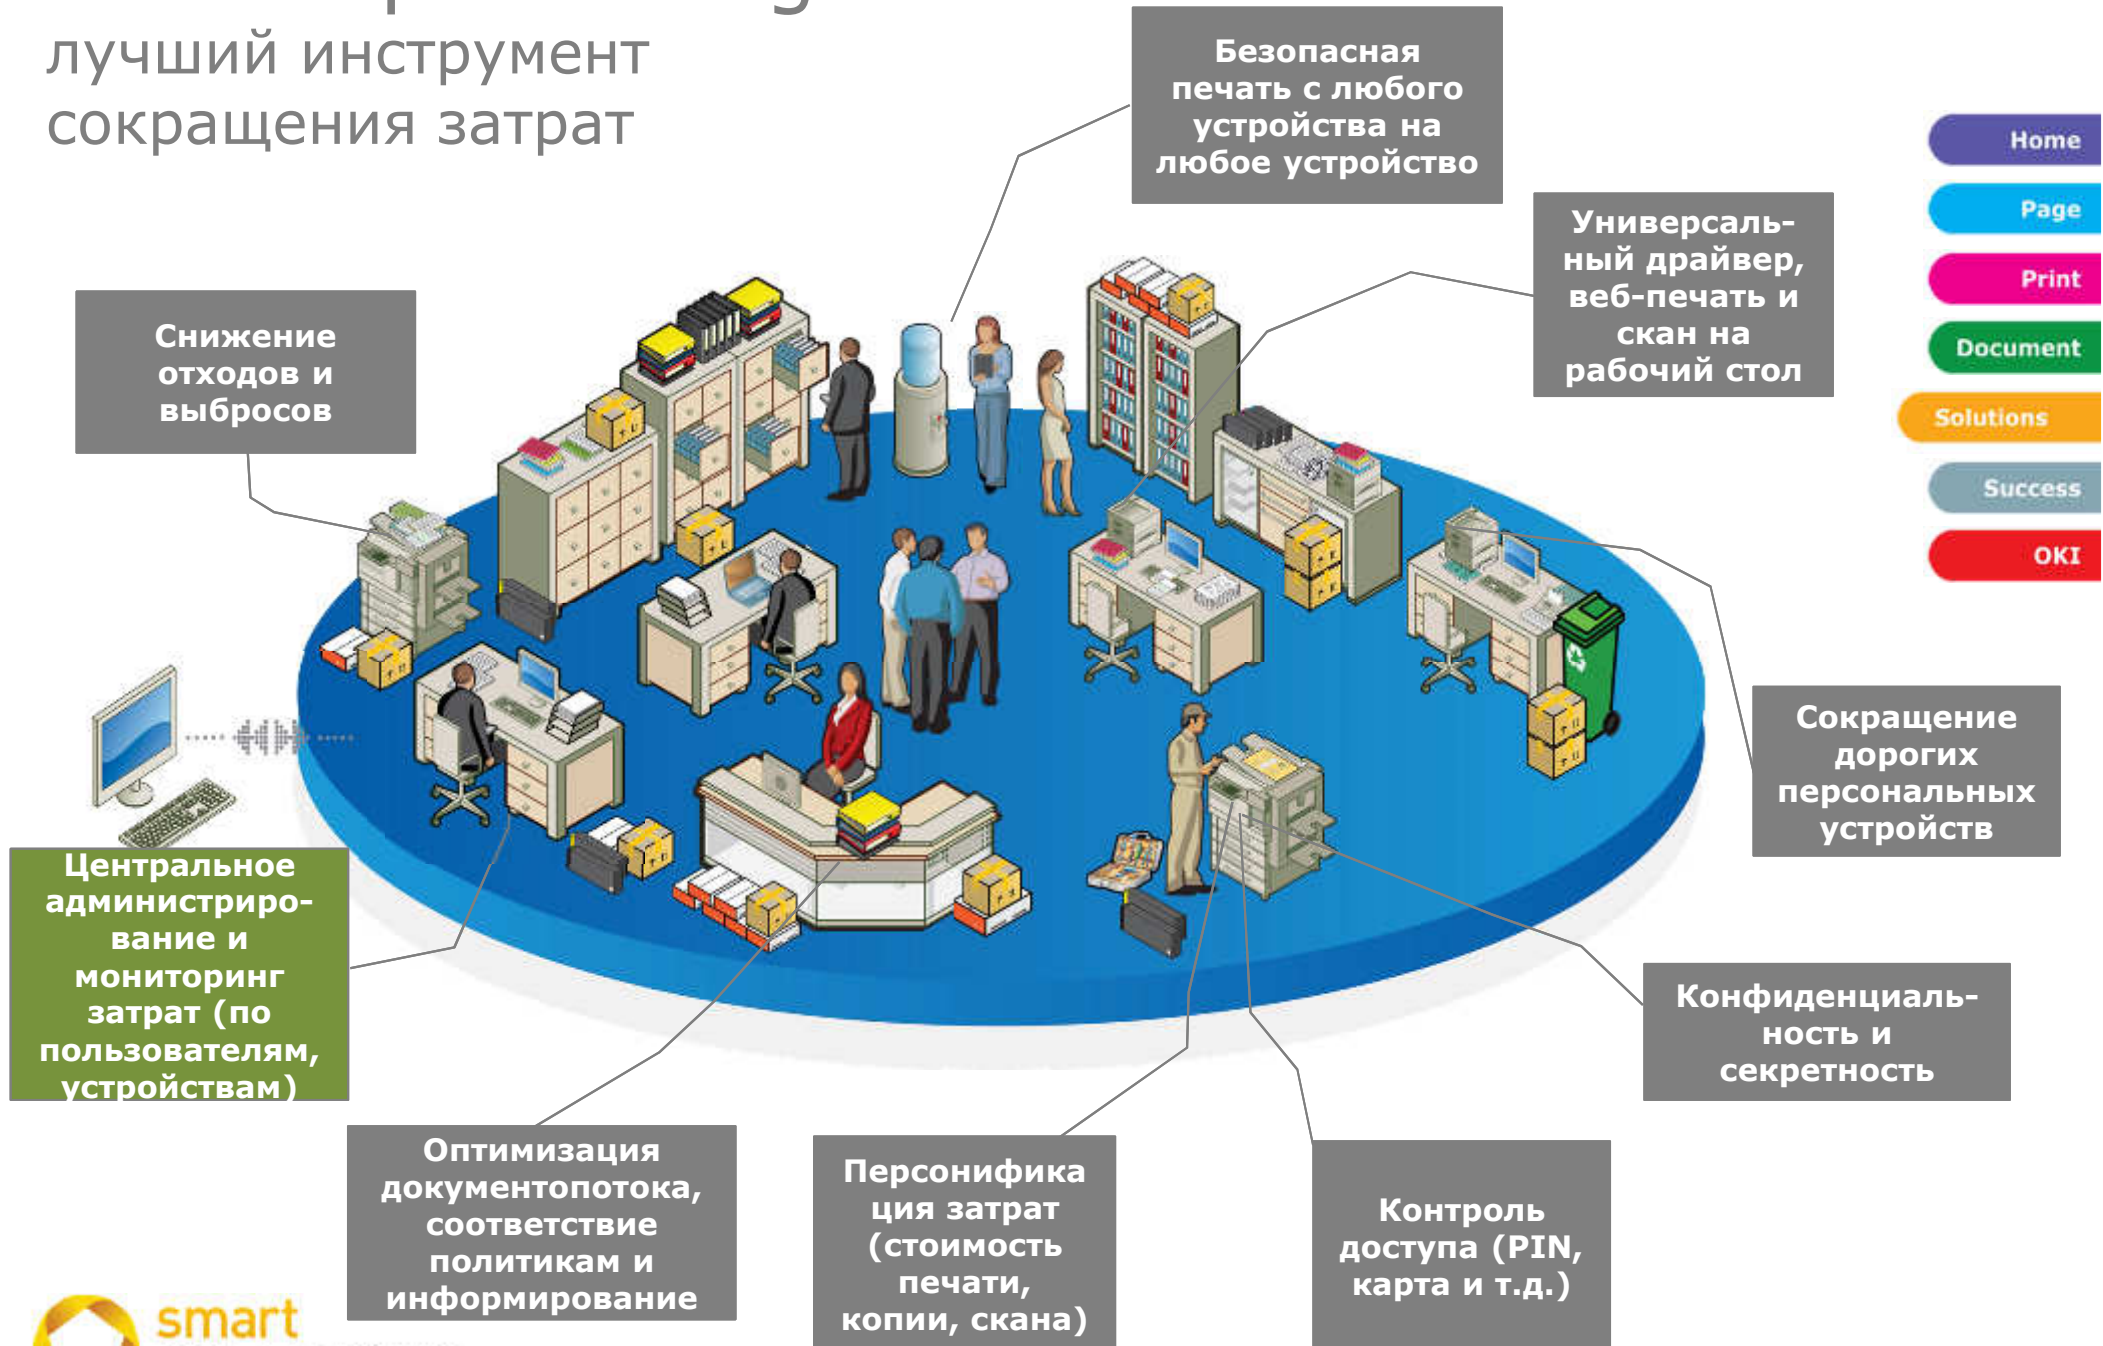 лучший инструмент
сокращения затрат
Безопасная
печать с любого
устройства на
любое устройство
Универсаль-
ный драйвер,
веб-печать и
скан на
рабочий стол
Home
Page
Print
Document
Solutions
Success
OKI
Снижение
отходов и
выбросов
Сокращение
дорогих
персональных
устройств
Центральное
администриро-
вание и
мониторинг
затрат (по
пользователям,
устройствам)
Конфиденциаль-
ность и
секретность
Оптимизация
документопотока,
соответствие
политикам и
информирование
Персонифика
ция затрат
(стоимость
печати,
копии, скана)
Контроль
доступа (PIN,
карта и т.д.)
smart